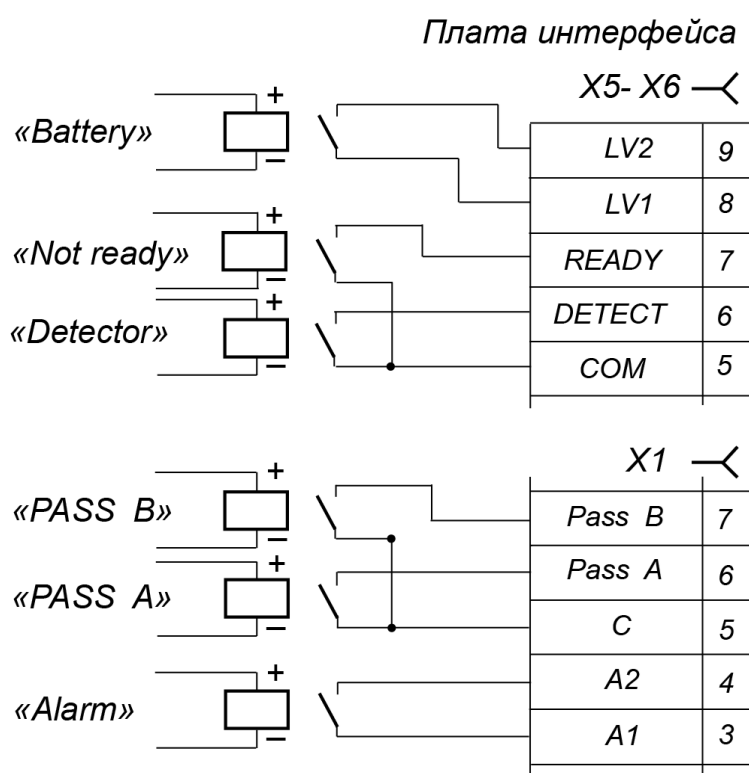 Плата интерфейса
X5- X6
+
«Battery»
–
LV2 9
LV1 8
+
«Not ready»
–
READY 7
+
«Detector»
–
DETECT 6
COM 5
X1
+
«PASS B»
–
Pass B 7
+
«PASS A»
–
Pass A 6
C 5
+
«Alarm»
–
A2 4
A1 3